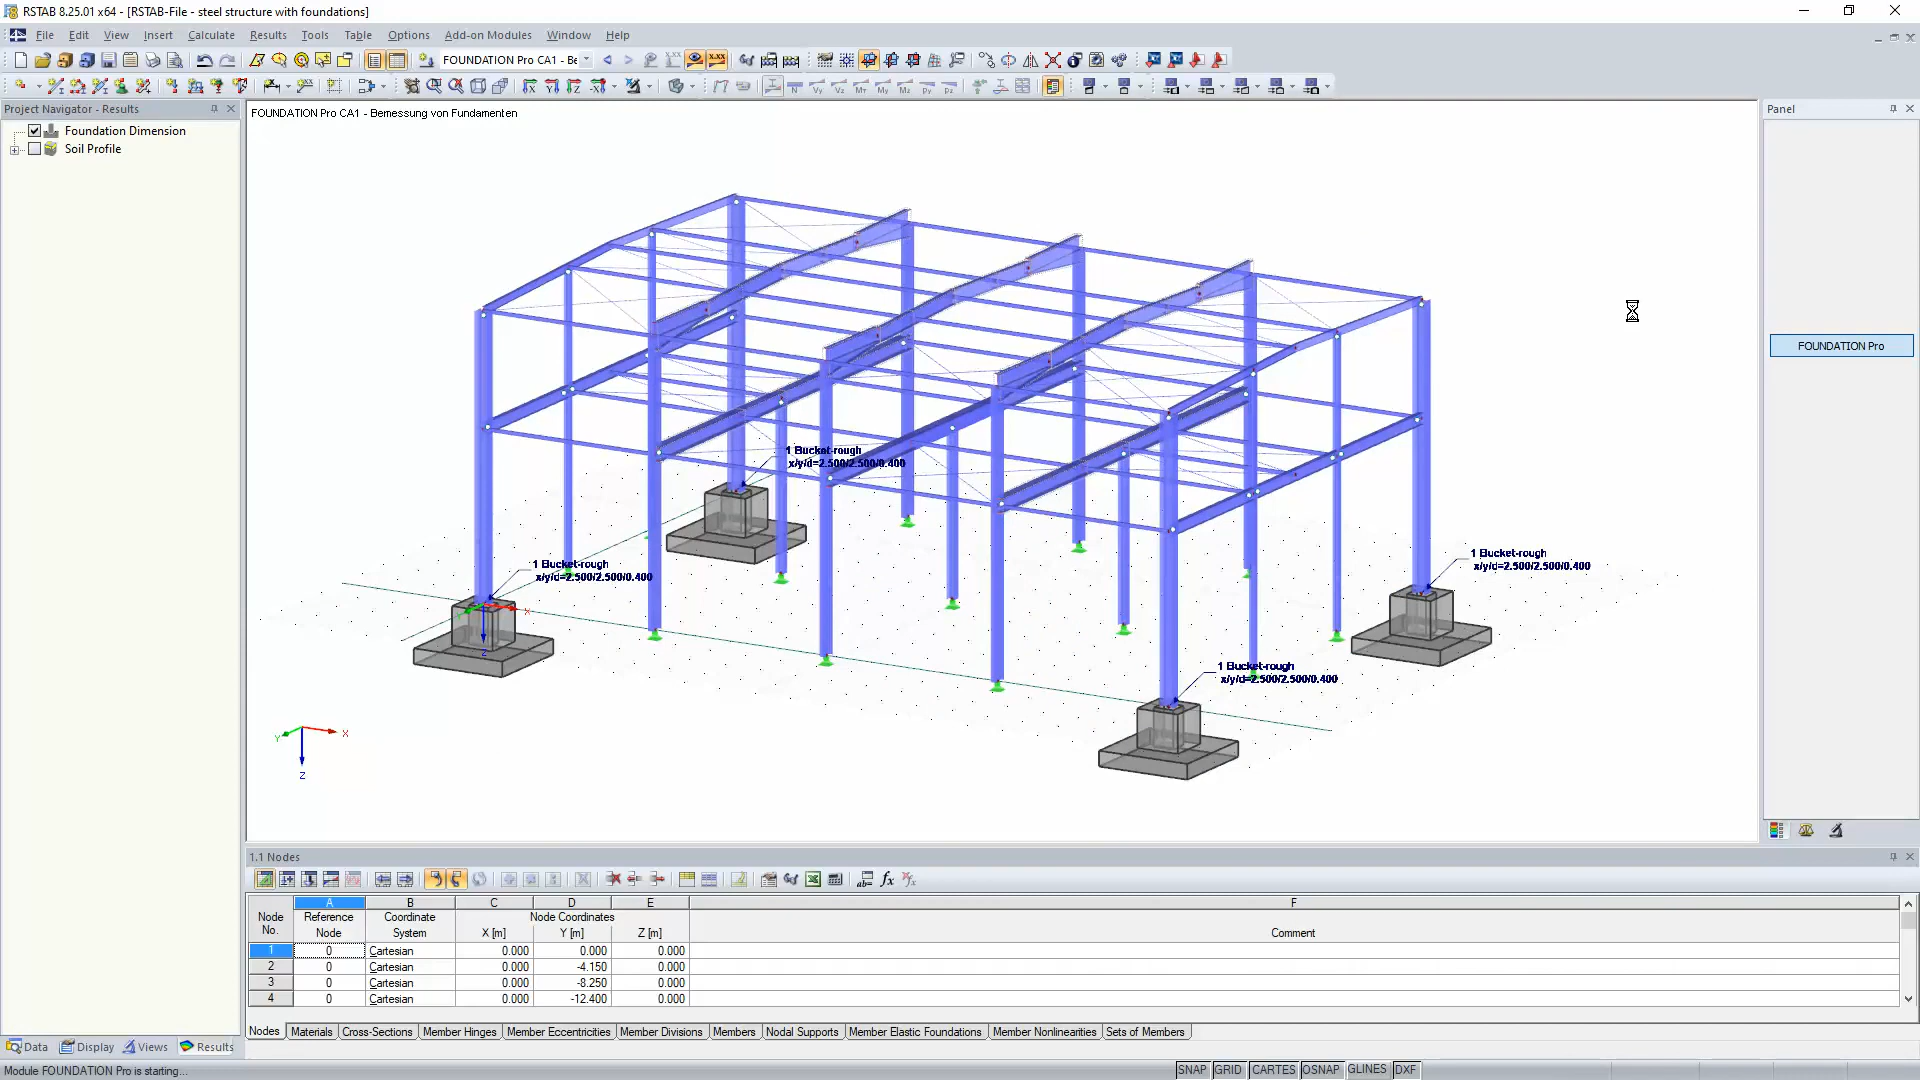 RSTAB 8.25.01 x64 - [RSTAB-File - steel structure with foundations]
File Edit View Insert Calculate Results Tools Table Options Add-on Modules Window Help
FOUNDATION Pro CA1 - Be
Project Navigator - Results
Foundation Dimension
Soil Profile
FOUNDATION Pro CA1 - Bemessung von Fundamenten
Panel
FOUNDATION Pro
1 Bucket-rough
x/y/d=2.500/2.500/0.400
1 Bucket-rough
x/y/d=2.500/2.500/0.400
1 Bucket-rough
x/y/d=2.500/2.500/0.400
1 Bucket-rough
x/y/d=2.500/2.500/0.400
X
Z
Y
X
Z
1.1 Nodes
A B C D E F
Node Reference Coordinate Node Coordinates
No. Node System X [m] Y [m] Z [m] Comment
1 0 Cartesian 0.000 0.000 0.000
2 0 Cartesian 0.000 -4.150 0.000
3 0 Cartesian 0.000 -8.250 0.000
4 0 Cartesian 0.000 -12.400 0.000
Nodes Materials Cross-Sections Member Hinges Member Eccentricities Member Divisions Members Nodal Supports Member Elastic Foundations Member Nonlinearities Sets of Members
Data Display Views Results
Module FOUNDATION Pro is starting...
SNAP GRID CARTES OSNAP GLINES DXF